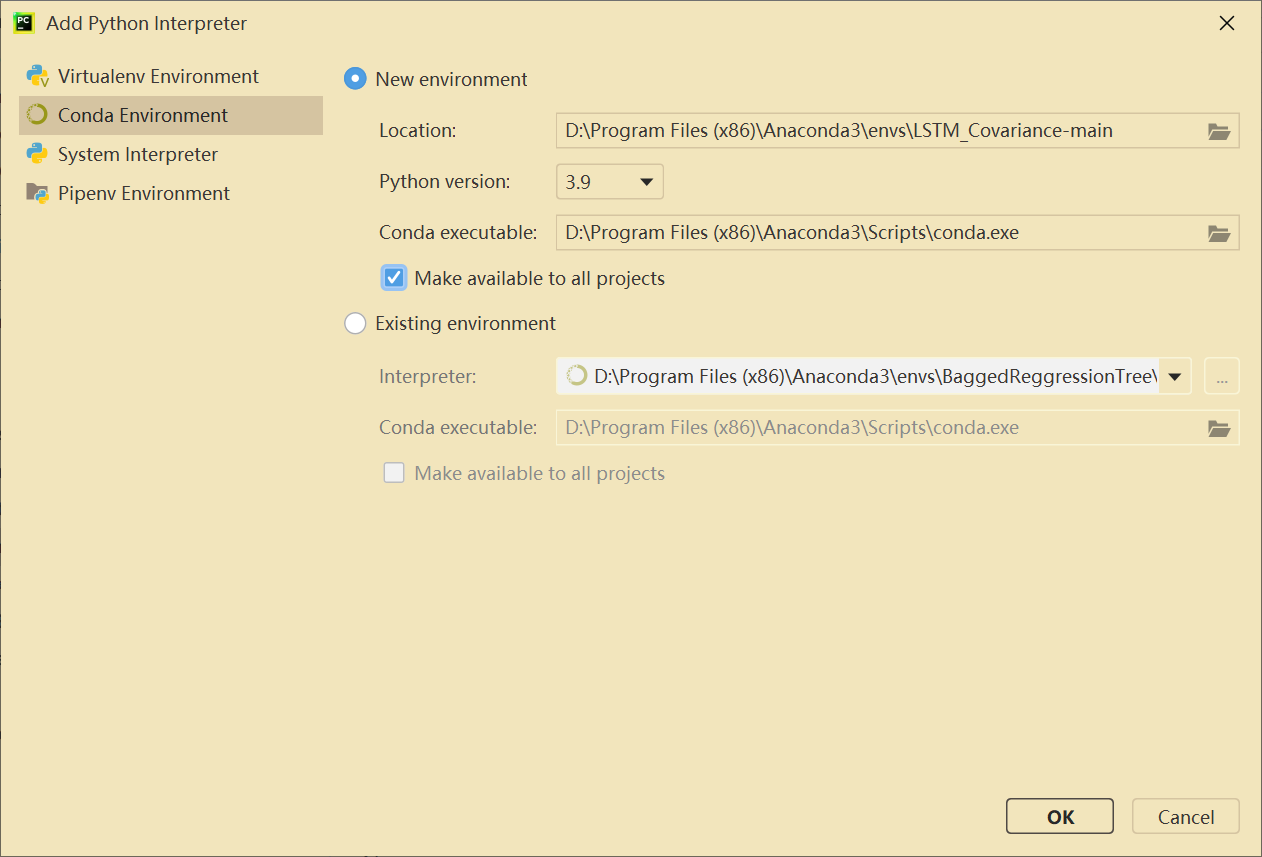 PC
Add Python Interpreter
Virtualenv Environment
Conda Environment
System Interpreter
Pipenv Environment
New environment
Location: D:\Program Files (x86)\Anaconda3\envs\LSTM_Covariance-main
Python version: 3.9
Conda executable: D:\Program Files (x86)\Anaconda3\Scripts\conda.exe
Make available to all projects
Existing environment
Interpreter: D:\Program Files (x86)\Anaconda3\envs\BaggedReggressionTree\ ...
Conda executable: D:\Program Files (x86)\Anaconda3\Scripts\conda.exe
Make available to all projects
OK Cancel